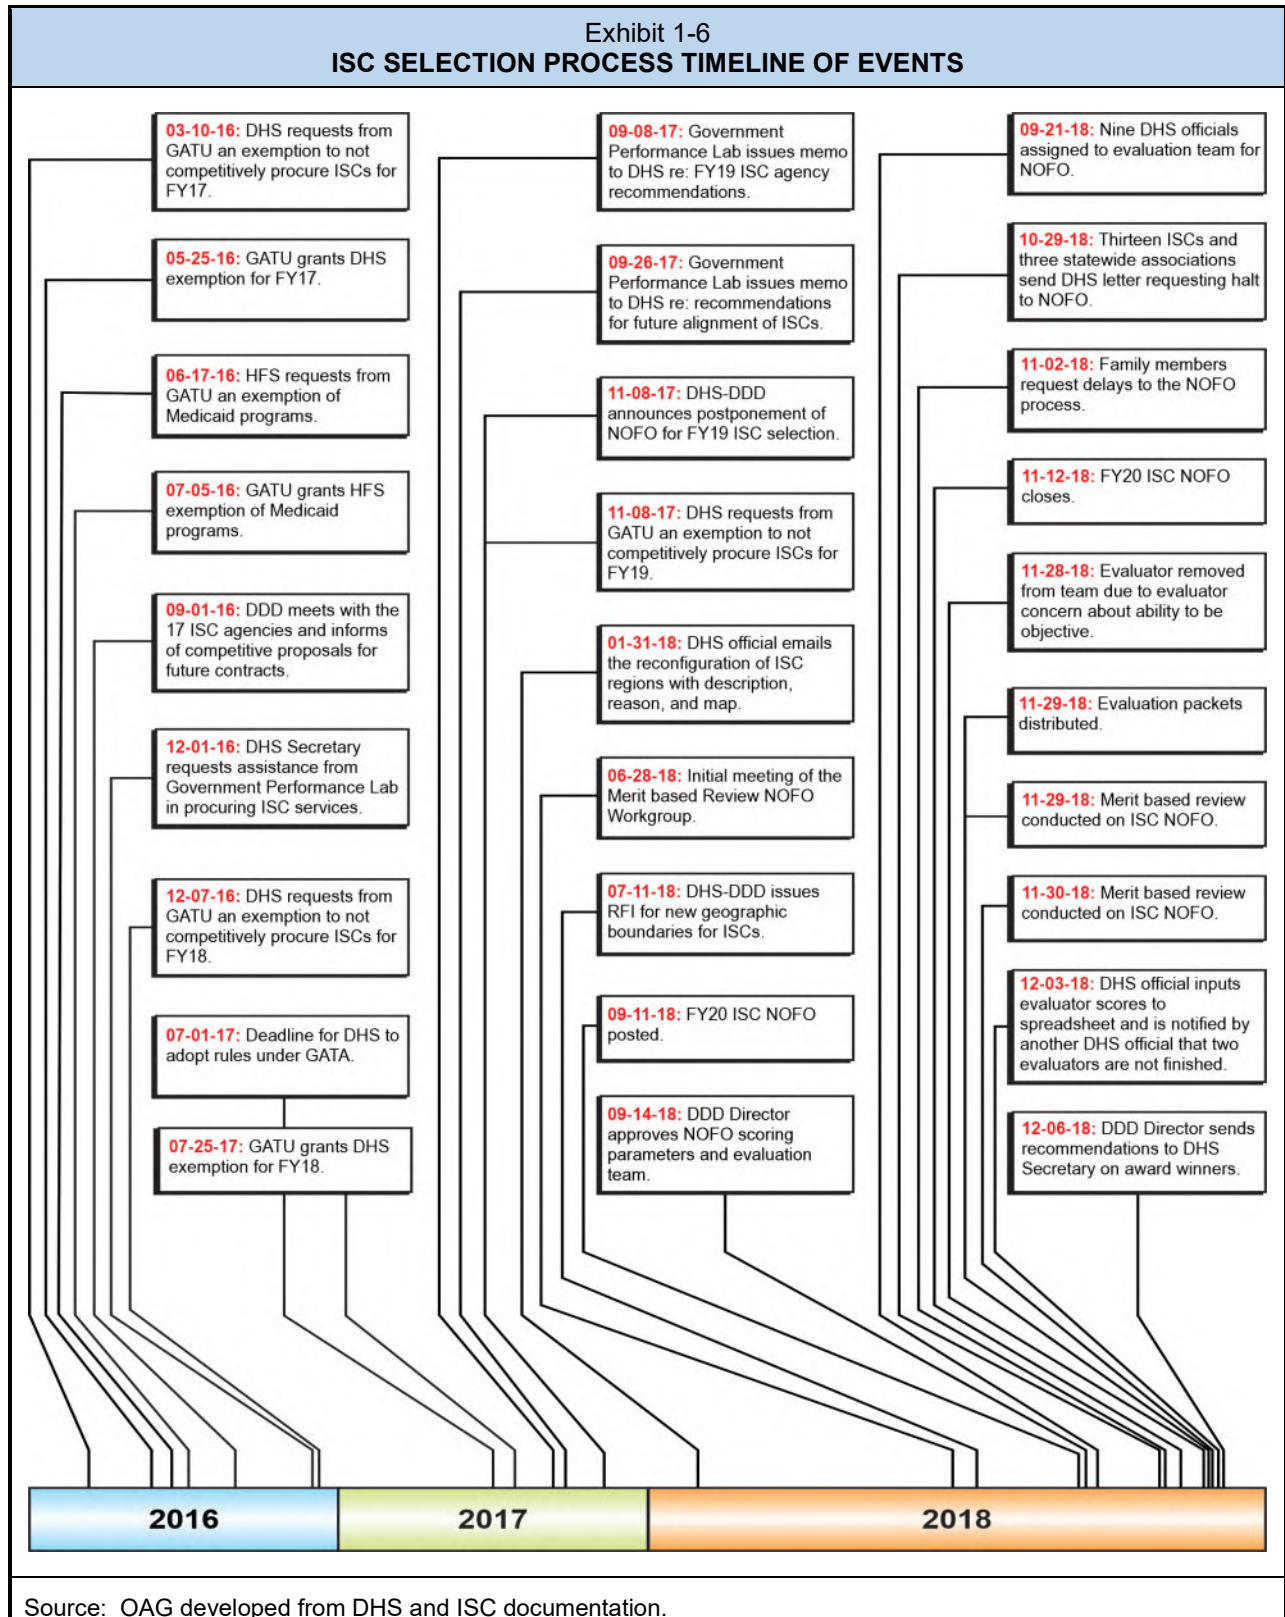 Exhibit 1-6
ISC SELECTION PROCESS TIMELINE OF EVENTS
03-10-16: DHS requests from
GATU an exemption to not
competitively procure ISCs for
FY17.
05-25-16: GATU grants DHS
exemption for FY17.
06-17-16: HFS requests from
GATU an exemption of
Medicaid programs.
07-05-16: GATU grants HFS
exemption of Medicaid
programs.
09-01-16: DDD meets with the
17 ISC agencies and informs
of competitive proposals for
future contracts.
12-01-16: DHS Secretary
requests assistance from
Government Performance Lab
in procuring ISC services.
12-07-16: DHS requests from
GATU an exemption to not
competitively procure ISCs for
FY18.
07-01-17: Deadline for DHS to
adopt rules under GATA.
07-25-17: GATU grants DHS
exemption for FY18.
09-08-17: Government
Performance Lab issues memo
to DHS re: FY19 ISC agency
recommendations.
09-26-17: Government
Performance Lab issues memo
to DHS re: recommendations
for future alignment of ISCs.
11-08-17: DHS-DDD
announces postponement of
NOFO for FY19 ISC selection.
11-08-17: DHS requests from
GATU an exemption to not
competitively procure ISCs for
FY19.
01-31-18: DHS official emails
the reconfiguration of ISC
regions with description,
reason, and map.
06-28-18: Initial meeting of the
Merit based Review NOFO
Workgroup.
07-11-18: DHS-DDD issues
RFI for new geographic
boundaries for ISCs.
09-11-18: FY20 ISC NOFO
posted.
09-14-18: DDD Director
approves NOFO scoring
parameters and evaluation
team.
09-21-18: Nine DHS officials
assigned to evaluation team for
NOFO.
10-29-18: Thirteen ISCs and
three statewide associations
send DHS letter requesting halt
to NOFO.
11-02-18: Family members
request delays to the NOFO
process.
11-12-18: FY20 ISC NOFO
closes.
11-28-18: Evaluator removed
from team due to evaluator
concern about ability to be
objective.
11-29-18: Evaluation packets
distributed.
11-29-18: Merit based review
conducted on ISC NOFO.
11-30-18: Merit based review
conducted on ISC NOFO.
12-03-18: DHS official inputs
evaluator scores to
spreadsheet and is notified by
another DHS official that two
evaluators are not finished.
12-06-18: DDD Director sends
recommendations to DHS
Secretary on award winners.
2016
2017
2018
Source: OAG developed from DHS and ISC documentation.